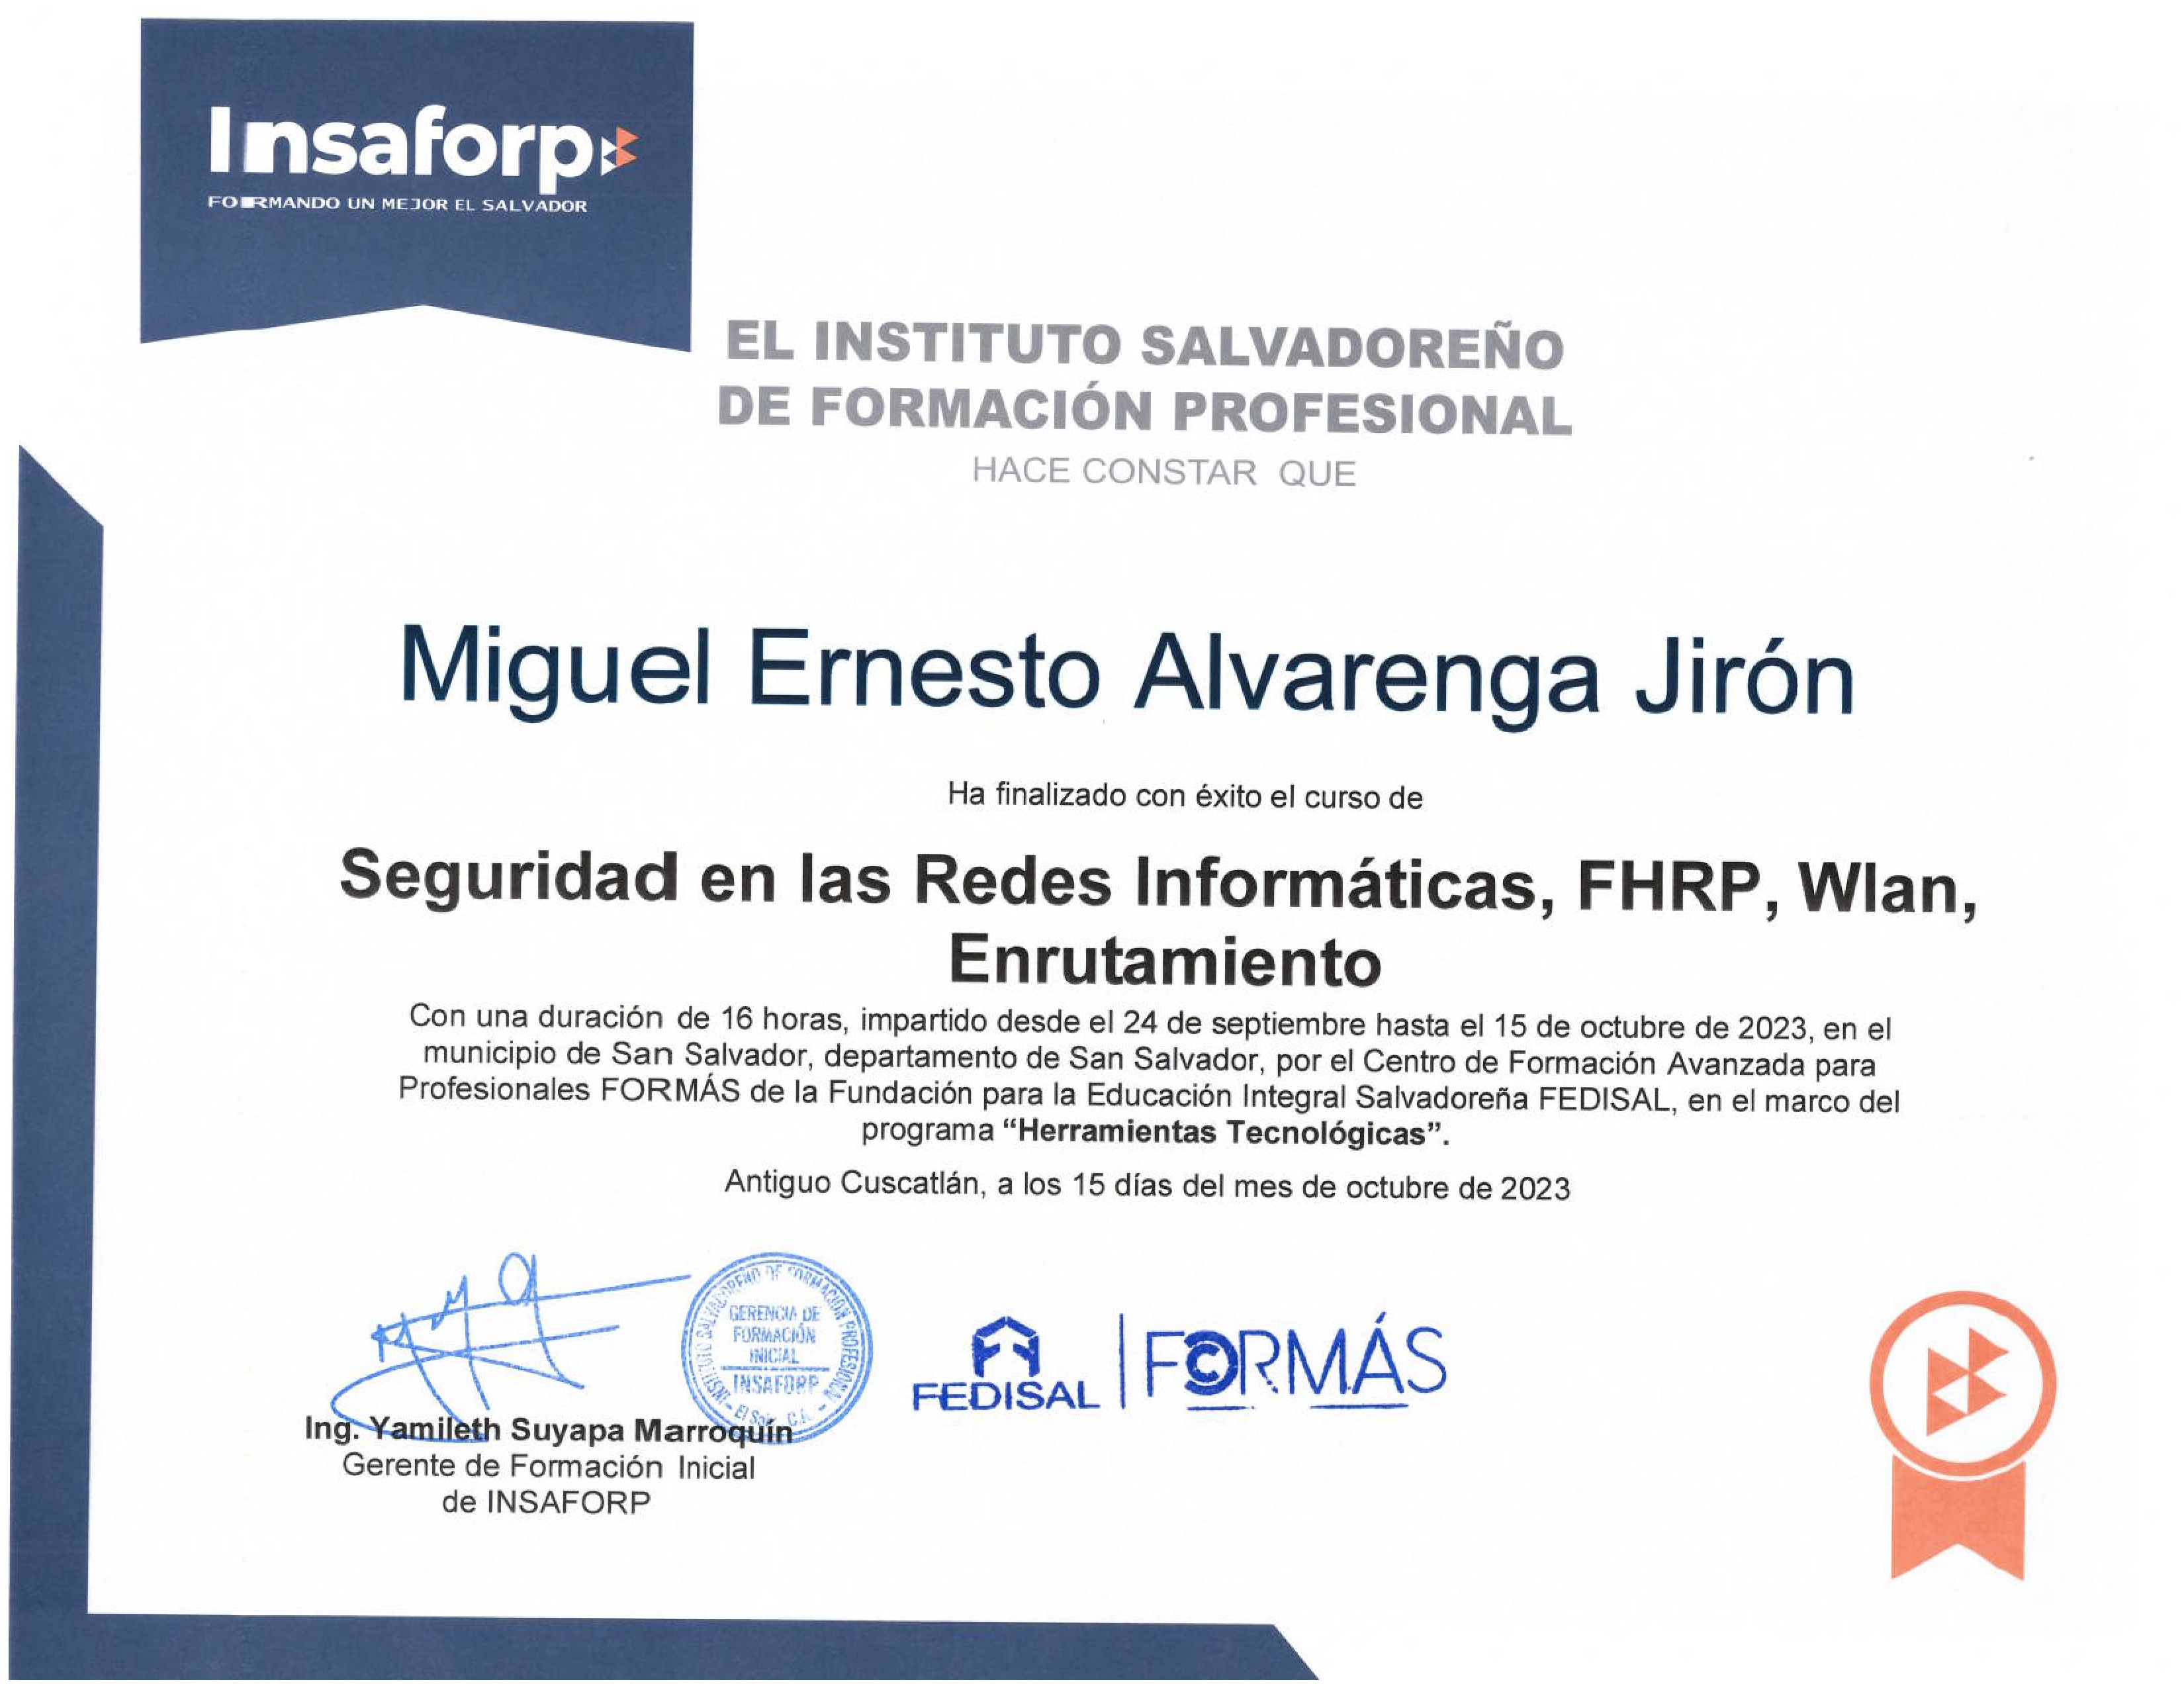 Insaforp
FORMANDO UN MEJOR EL SALVADOR
EL INSTITUTO SALVADOREÑO
DE FORMACIÓN PROFESIONAL
HACE CONSTAR QUE
Miguel Ernesto Alvarenga Jirón
Ha finalizado con éxito el curso de
Seguridad en las Redes Informáticas, FHRP, Wlan,
Enrutamiento
Con una duración de 16 horas, impartido desde el 24 de septiembre hasta el 15 de octubre de 2023, en el
municipio de San Salvador, departamento de San Salvador, por el Centro de Formación Avanzada para
Profesionales FORMÁS de la Fundación para la Educación Integral Salvadoreña FEDISAL, en el marco del
programa “Herramientas Tecnológicas”.
Antiguo Cuscatlán, a los 15 días del mes de octubre de 2023
INSTITUTO SALVADOREÑO DE FORMACIÓN PROFESIONAL
GERENCIA DE
FORMACIÓN
INICIAL
INSAFORP
FEDISAL
FORMÁS
Ing. Yamileth Suyapa Marroquín
Gerente de Formación Inicial
de INSAFORP